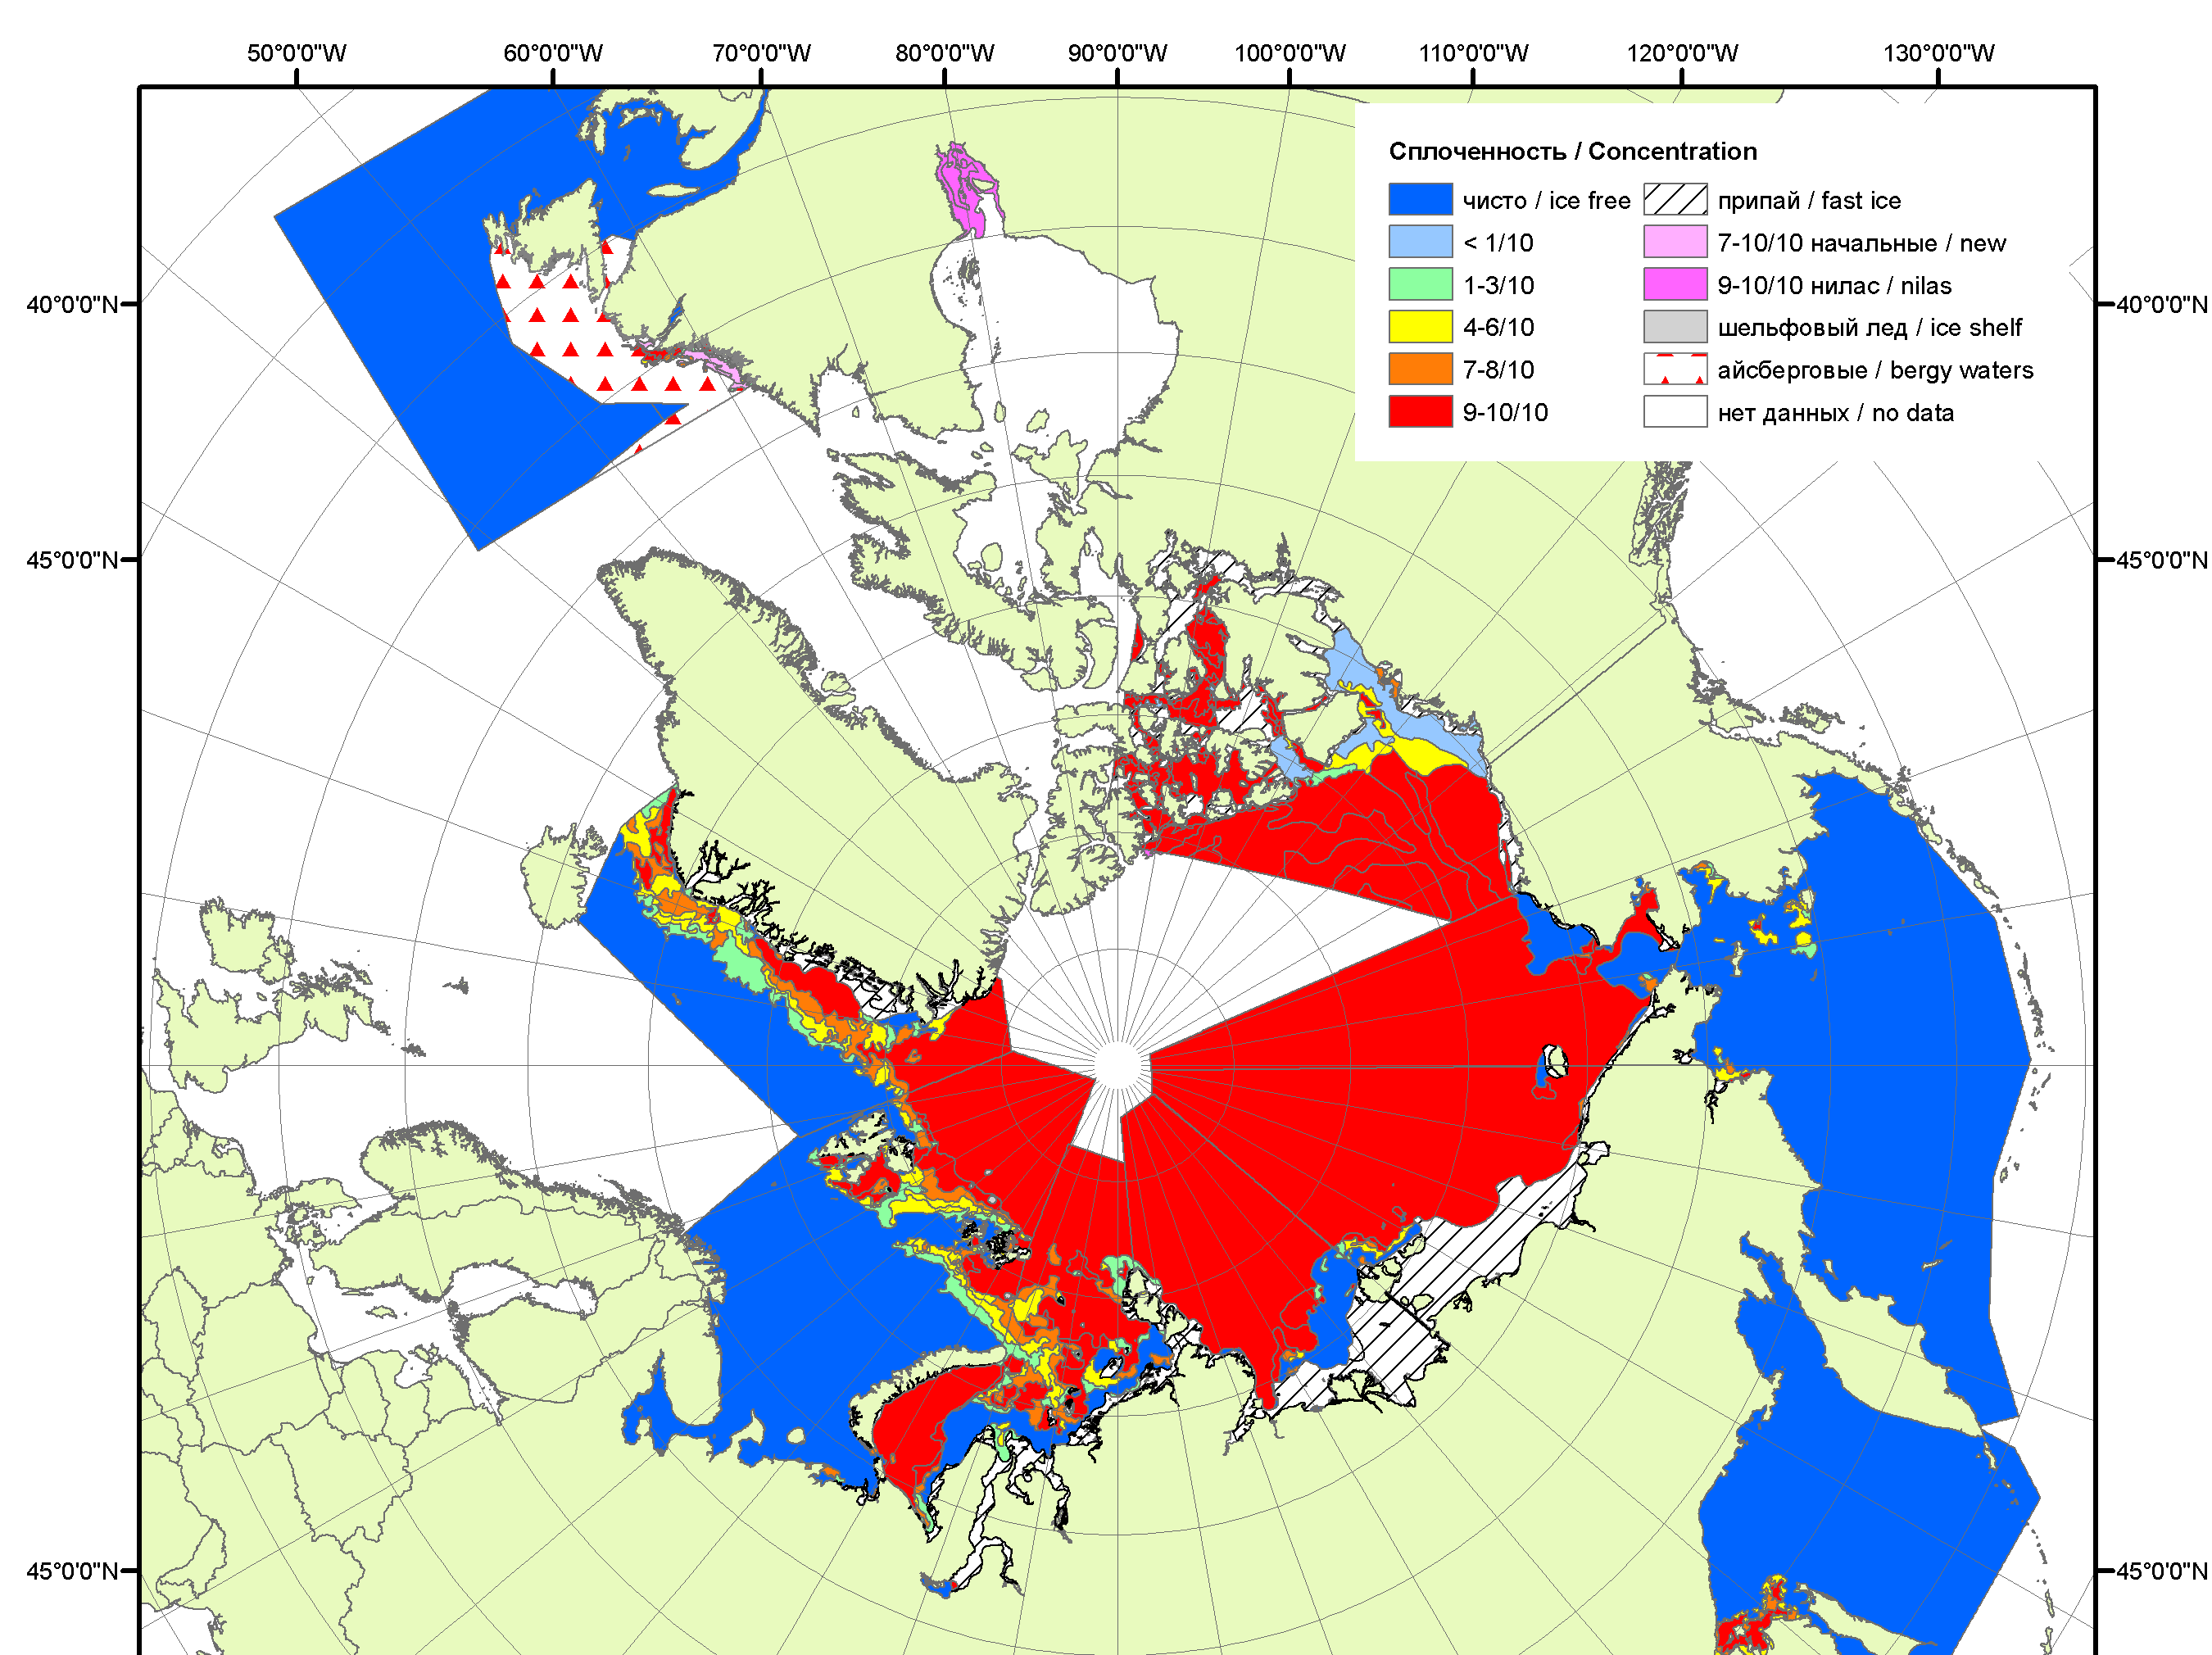 50°0'0"W 60°0'0"W 70°0'0"W 80°0'0"W 90°0'0"W 100°0'0"W 110°0'0"W 120°0'0"W 130°0'0"W
Сплоченность / Concentration
чисто / ice free
< 1/10
1-3/10
4-6/10
7-8/10
9-10/10
припай / fast ice
7-10/10 начальные / new
9-10/10 нилас / nilas
шельфовый лед / ice shelf
айсберговые / bergy waters
нет данных / no data
40°0'0"N 40°0'0"N
45°0'0"N 45°0'0"N
45°0'0"N 45°0'0"N